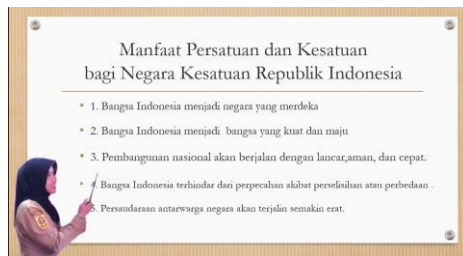 Manfaat Persatuan dan Kesatuan
bagi Negara Kesatuan Republik Indonesia
1. Bangsa Indonesia menjadi negara yang merdeka
2. Bangsa Indonesia menjadi bangsa yang kuat dan maju
3. Pembangunan nasional akan berjalan dengan lancar,aman, dan cepat.
4. Bangsa Indonesia terhindar dari perpecahan akibat perselisihan atau perbedaan .
5. Persaudaraan antarwarga negara akan terjalin semakin erat.